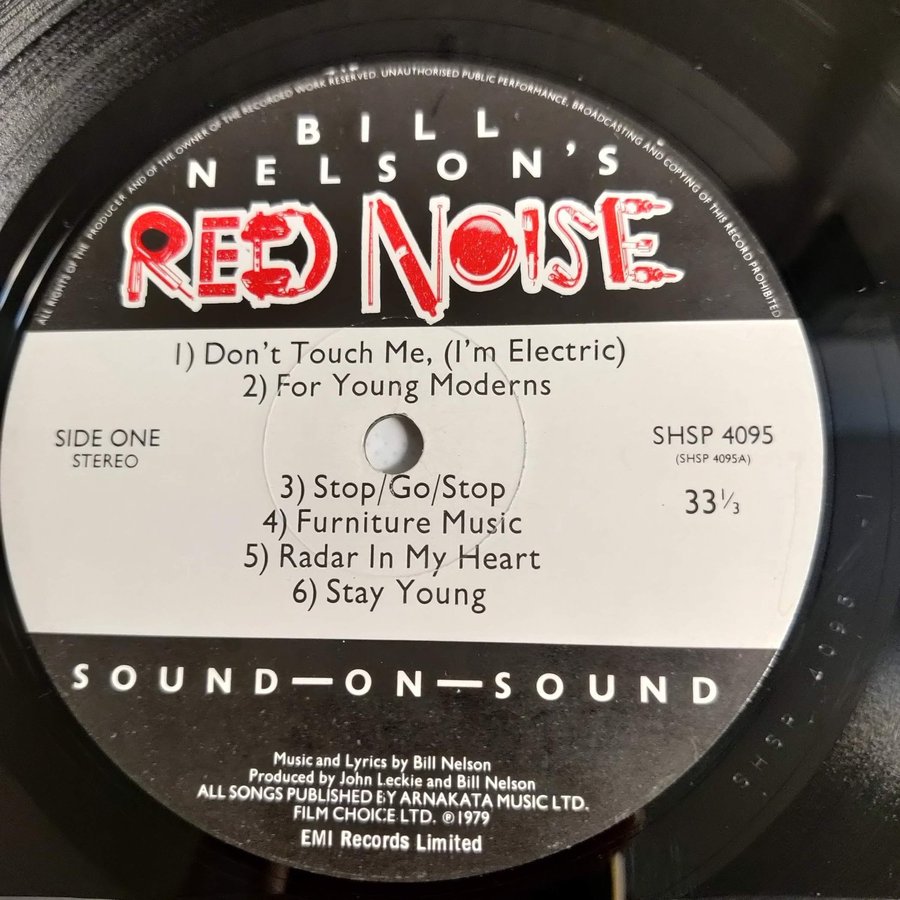 ALL RIGHTS OF THE PRODUCER AND OF THE OWNER OF THE RECORDED WORK RESERVED. UNAUTHORISED PUBLIC PERFORMANCE, BROADCASTING AND COPYING OF THIS RECORD PROHIBITED
BILL
NELSON'S
RED NOISE
1) Don't Touch Me, (I'm Electric)
2) For Young Moderns
SIDE ONE
STEREO
SHSP 4095
(SHSP 4095A)
33⅓
3) Stop/Go/Stop
4) Furniture Music
5) Radar In My Heart
6) Stay Young
SOUND—ON—SOUND
Music and Lyrics by Bill Nelson
Produced by John Leckie and Bill Nelson
ALL SONGS PUBLISHED BY ARNAKATA MUSIC LTD.
FILM CHOICE LTD. ℗1979
EMI Records Limited
SHSP 4095